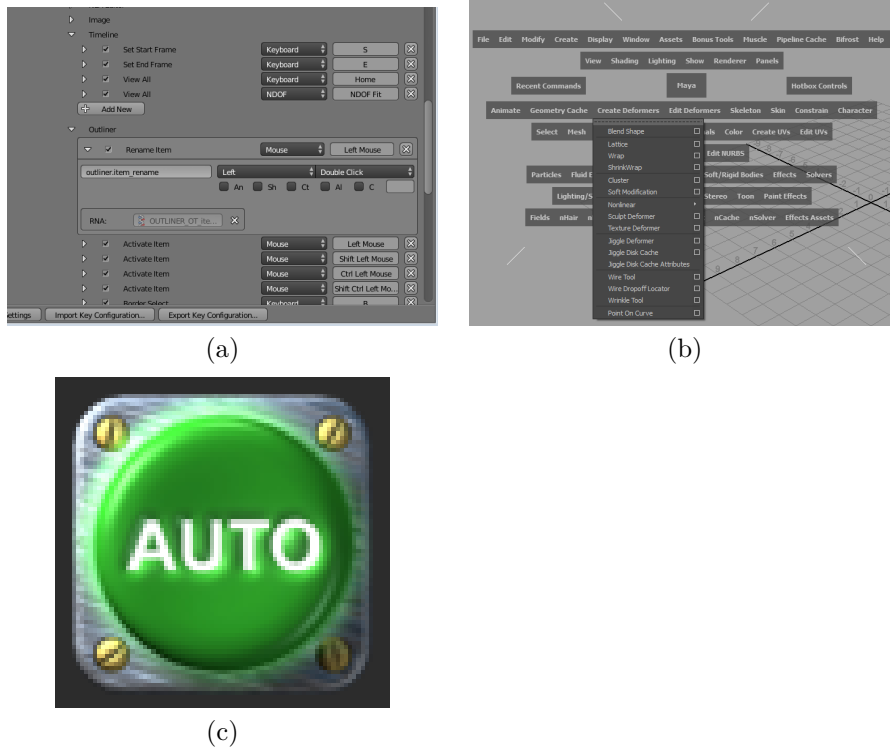 Image
Timeline
Set Start Frame Keyboard S
Set End Frame Keyboard E
View All Keyboard Home
View All NDOF NDOF Fit
Add New
Outliner
Rename Item Mouse Left Mouse
outliner.item_rename Left Double Click
An Sh Ct Al C
RNA: OUTLINER_OT_ite...
Activate Item Mouse Left Mouse
Activate Item Mouse Shift Left Mouse
Activate Item Mouse Ctrl Left Mouse
Activate Item Mouse Shift Ctrl Left Mo...
Border Select Keyboard B
ettings Import Key Configuration... Export Key Configuration...
(a)
File Edit Modify Create Display Window Assets Bonus Tools Muscle Pipeline Cache Bifrost Help
View Shading Lighting Show Renderer Panels
Recent Commands Maya Hotbox Controls
Animate Geometry Cache Create Deformers Edit Deformers Skeleton Skin Constrain Character
Select Mesh als Color Create UVs Edit UVs
Edit NURBS
Particles Fluid E Soft/Rigid Bodies Effects Solvers
Lighting/S Stereo Toon Paint Effects
Fields nHair n nCache nSolver Effects Assets
Blend Shape
Lattice
Wrap
ShrinkWrap
Cluster
Soft Modification
Nonlinear
Sculpt Deformer
Texture Deformer
Jiggle Deformer
Jiggle Disk Cache
Jiggle Disk Cache Attributes
Wire Tool
Wire Dropoff Locator
Wrinkle Tool
Point On Curve
(b)
AUTO
(c)